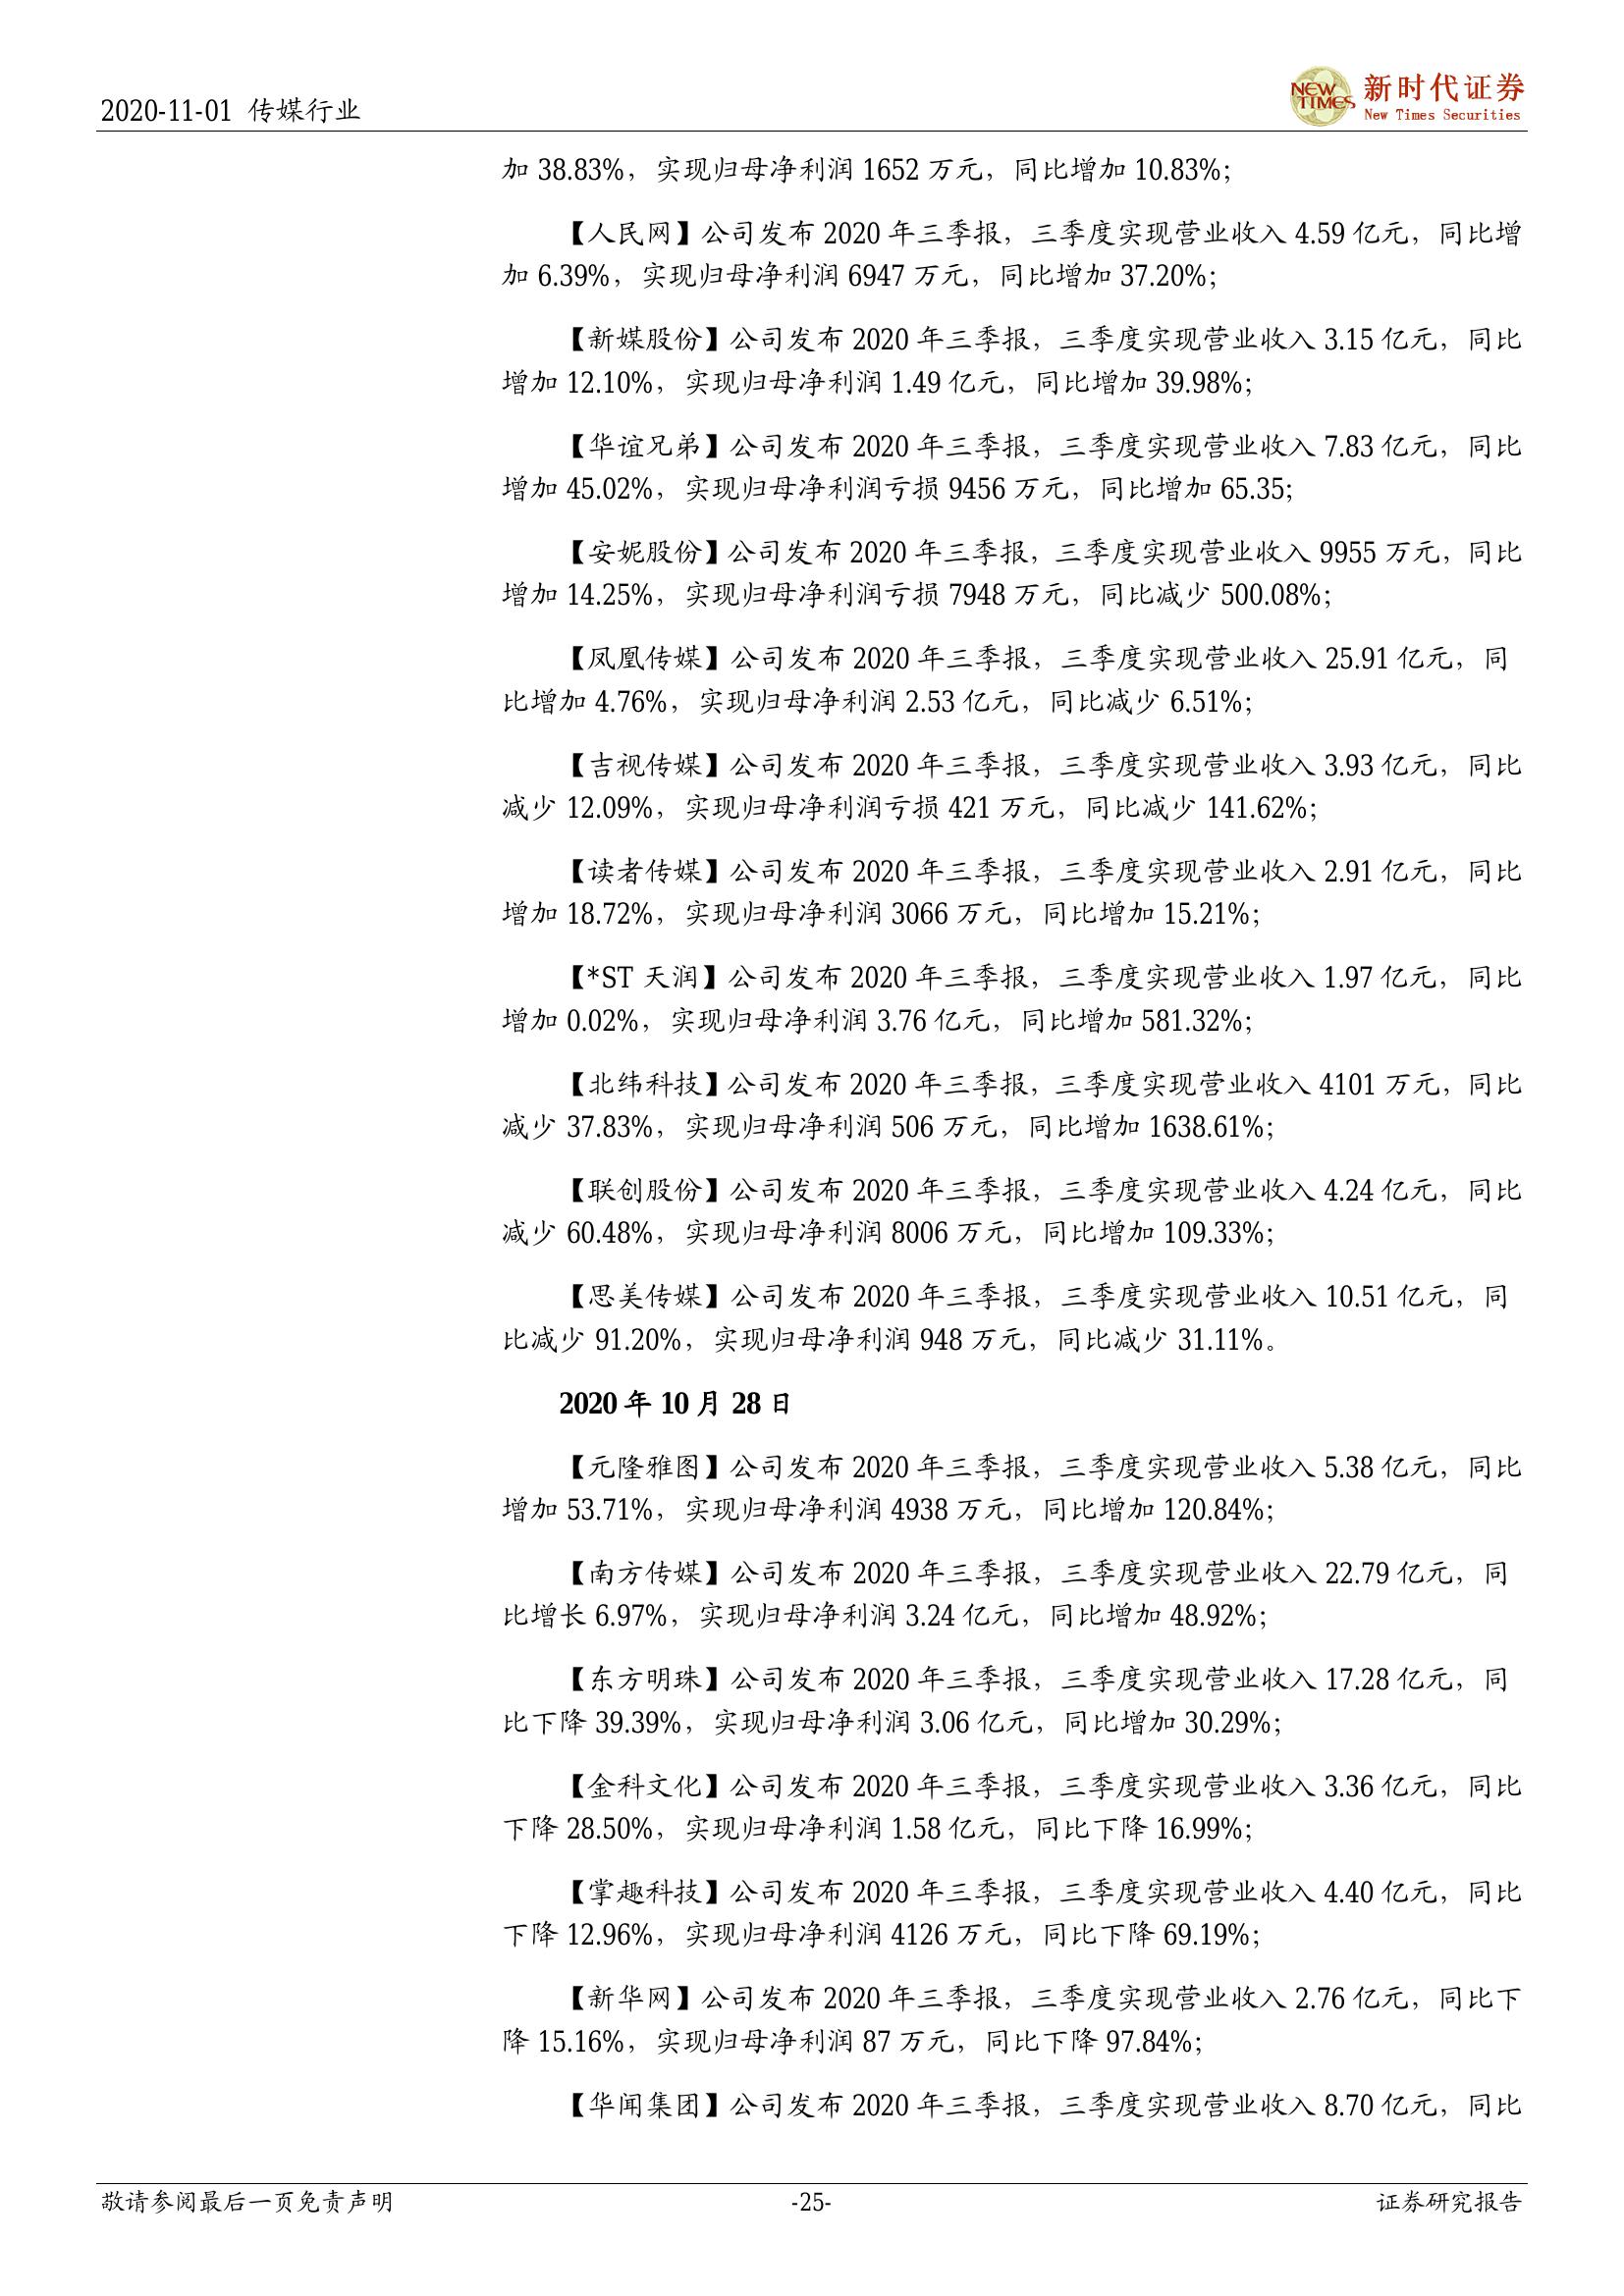 2020-11-01 传媒行业
NEW TIMES
新时代证券
New Times Securities
加 38.83%，实现归母净利润 1652 万元，同比增加 10.83%；
【人民网】公司发布 2020 年三季报，三季度实现营业收入 4.59 亿元，同比增
加 6.39%，实现归母净利润 6947 万元，同比增加 37.20%；
【新媒股份】公司发布 2020 年三季报，三季度实现营业收入 3.15 亿元，同比
增加 12.10%，实现归母净利润 1.49 亿元，同比增加 39.98%；
【华谊兄弟】公司发布 2020 年三季报，三季度实现营业收入 7.83 亿元，同比
增加 45.02%，实现归母净利润亏损 9456 万元，同比增加 65.35；
【安妮股份】公司发布 2020 年三季报，三季度实现营业收入 9955 万元，同比
增加 14.25%，实现归母净利润亏损 7948 万元，同比减少 500.08%；
【凤凰传媒】公司发布 2020 年三季报，三季度实现营业收入 25.91 亿元，同
比增加 4.76%，实现归母净利润 2.53 亿元，同比减少 6.51%；
【吉视传媒】公司发布 2020 年三季报，三季度实现营业收入 3.93 亿元，同比
减少 12.09%，实现归母净利润亏损 421 万元，同比减少 141.62%；
【读者传媒】公司发布 2020 年三季报，三季度实现营业收入 2.91 亿元，同比
增加 18.72%，实现归母净利润 3066 万元，同比增加 15.21%；
【*ST 天润】公司发布 2020 年三季报，三季度实现营业收入 1.97 亿元，同比
增加 0.02%，实现归母净利润 3.76 亿元，同比增加 581.32%；
【北纬科技】公司发布 2020 年三季报，三季度实现营业收入 4101 万元，同比
减少 37.83%，实现归母净利润 506 万元，同比增加 1638.61%；
【联创股份】公司发布 2020 年三季报，三季度实现营业收入 4.24 亿元，同比
减少 60.48%，实现归母净利润 8006 万元，同比增加 109.33%；
【思美传媒】公司发布 2020 年三季报，三季度实现营业收入 10.51 亿元，同
比减少 91.20%，实现归母净利润 948 万元，同比减少 31.11%。
2020 年 10 月 28 日
【元隆雅图】公司发布 2020 年三季报，三季度实现营业收入 5.38 亿元，同比
增加 53.71%，实现归母净利润 4938 万元，同比增加 120.84%；
【南方传媒】公司发布 2020 年三季报，三季度实现营业收入 22.79 亿元，同
比增长 6.97%，实现归母净利润 3.24 亿元，同比增加 48.92%；
【东方明珠】公司发布 2020 年三季报，三季度实现营业收入 17.28 亿元，同
比下降 39.39%，实现归母净利润 3.06 亿元，同比增加 30.29%；
【金科文化】公司发布 2020 年三季报，三季度实现营业收入 3.36 亿元，同比
下降 28.50%，实现归母净利润 1.58 亿元，同比下降 16.99%；
【掌趣科技】公司发布 2020 年三季报，三季度实现营业收入 4.40 亿元，同比
下降 12.96%，实现归母净利润 4126 万元，同比下降 69.19%；
【新华网】公司发布 2020 年三季报，三季度实现营业收入 2.76 亿元，同比下
降 15.16%，实现归母净利润 87 万元，同比下降 97.84%；
【华闻集团】公司发布 2020 年三季报，三季度实现营业收入 8.70 亿元，同比
敬请参阅最后一页免责声明
-25-
证券研究报告